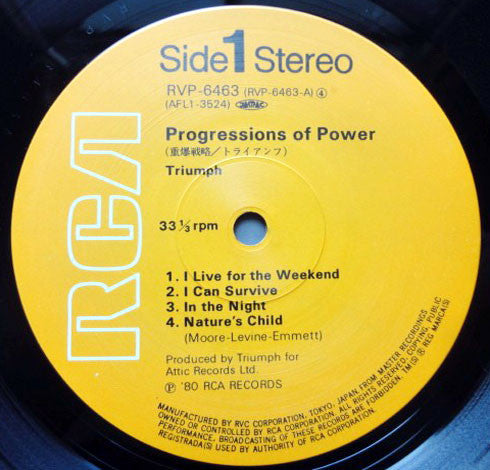 Side 1 Stereo
RVP-6463 (RVP-6463-A) ④
(AFL1-3524)
RCA
Progressions of Power
(重爆戦略/トライアンフ)
Triumph
33 1/3 rpm
1. I Live for the Weekend
2. I Can Survive
3. In the Night
4. Nature's Child
(Moore-Levine-Emmett)
Produced by Triumph for
Attic Records Ltd.
Ⓟ '80 RCA RECORDS
MANUFACTURED BY RVC CORPORATION, TOKYO, JAPAN FROM MASTER RECORDINGS
OWNED OR CONTROLLED BY RCA CORPORATION. ALL RIGHTS RESERVED. COPYING, PUBLIC
PERFORMANCE, BROADCASTING OF THESE RECORDS ARE FORBIDDEN. TM(S) ® REG MARCA(S)
REGISTRADA(S) USED BY AUTHORITY OF RCA CORPORATION.